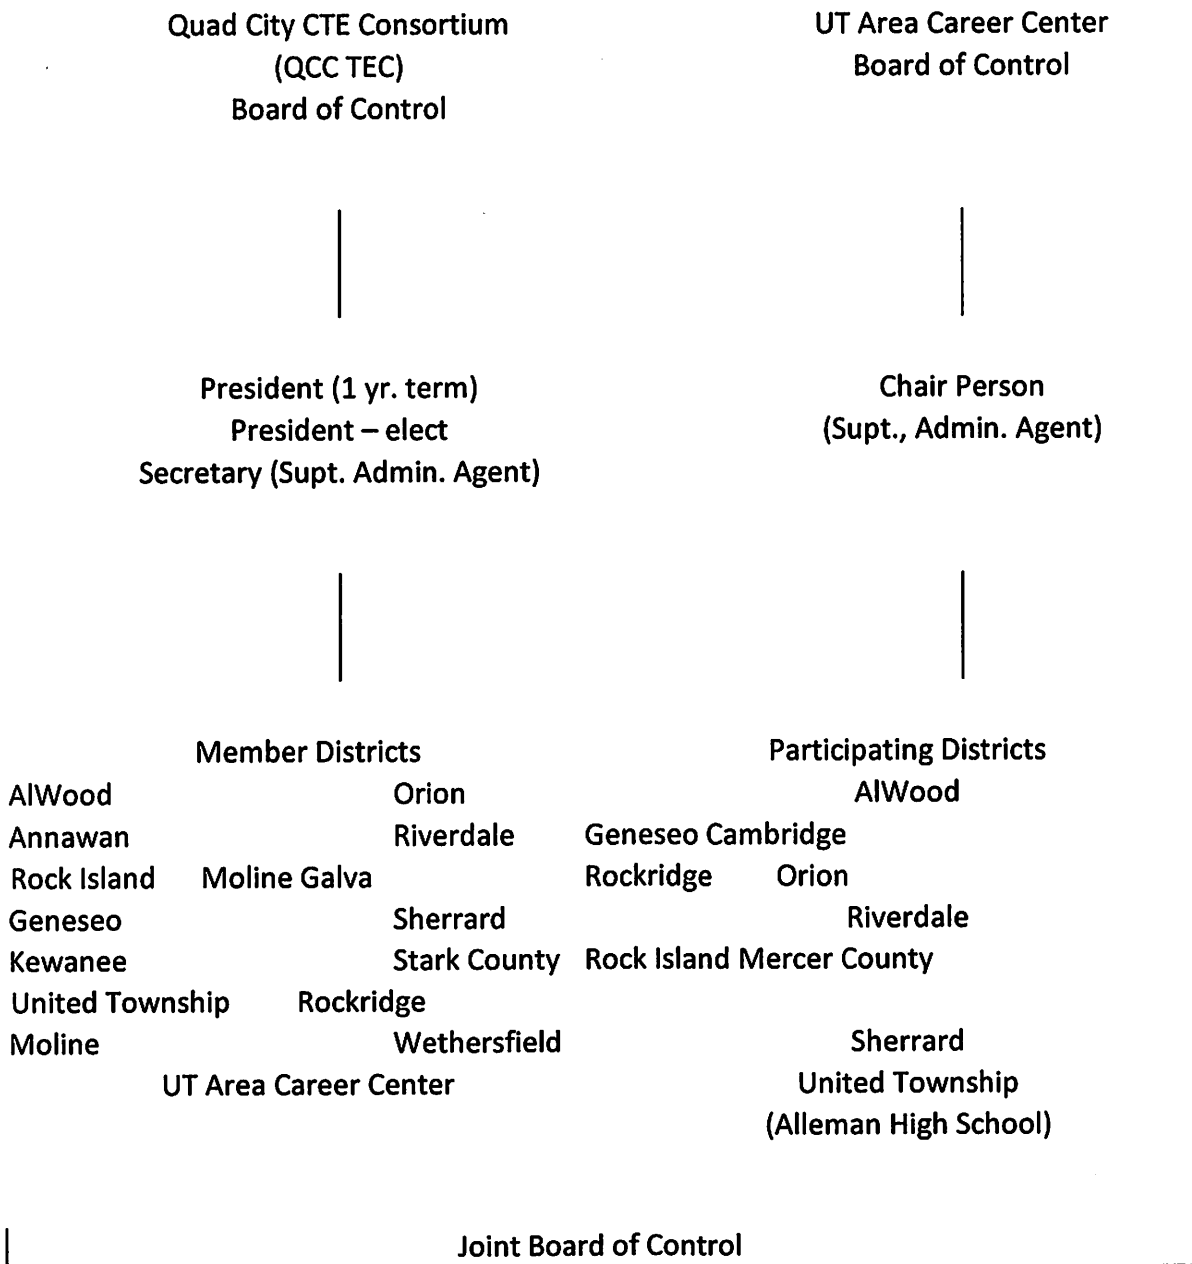 Quad City CTE Consortium
(QCC TEC)
Board of Control
UT Area Career Center
Board of Control
President (1 yr. term)
President – elect
Secretary (Supt. Admin. Agent)
Chair Person
(Supt., Admin. Agent)
Member Districts
AlWood Orion
Annawan Riverdale
Rock Island Moline Galva
Geneseo Sherrard
Kewanee Stark County
United Township Rockridge
Moline Wethersfield
UT Area Career Center
Participating Districts
AlWood
Geneseo Cambridge
Rockridge Orion
Riverdale
Rock Island Mercer County
Sherrard
United Township
(Alleman High School)
Joint Board of Control